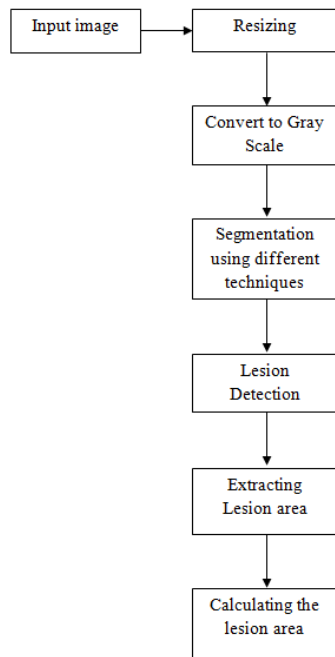 Input image
Resizing
Convert to Gray
Scale
Segmentation
using different
techniques
Lesion
Detection
Extracting
Lesion area
Calculating the
lesion area